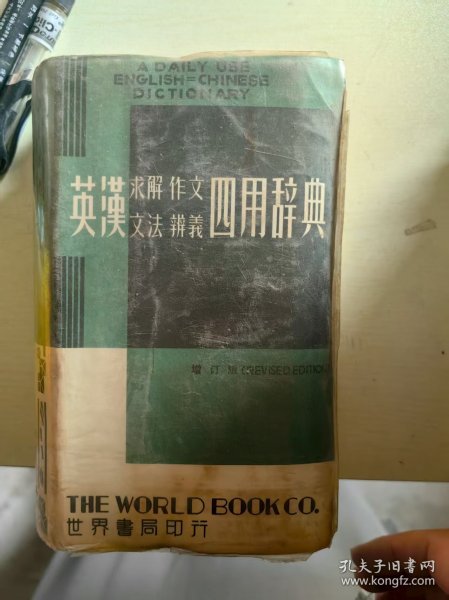 A DAILY USE
ENGLISH=CHINESE
DICTIONARY
英漢 求解 作文 文法 辨義 四用辞典
增訂版 (REVISED EDITION)
THE WORLD BOOK CO.
世界書局印行
孔夫子旧书网
www.kongfz.com